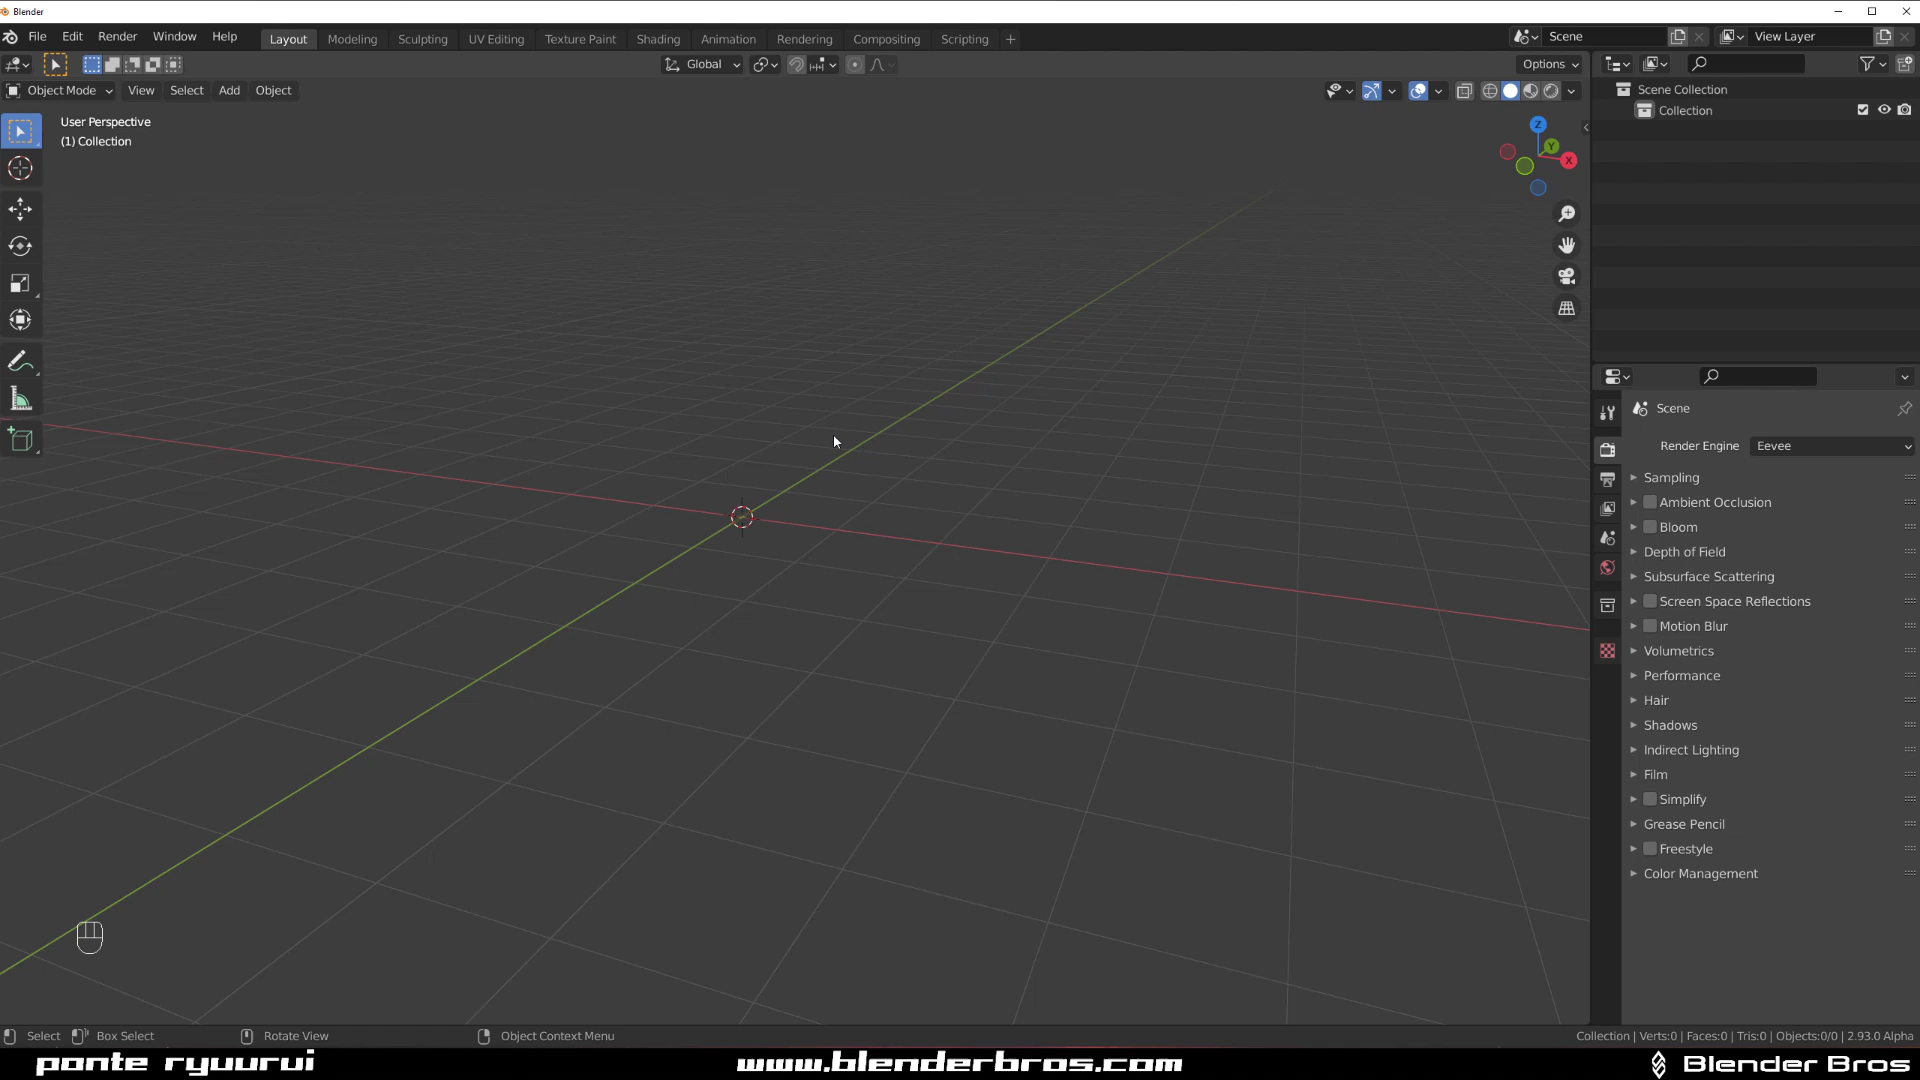 Blender
File Edit Render Window Help Layout Modeling Sculpting UV Editing Texture Paint Shading Animation Rendering Compositing Scripting + Scene View Layer
Global Options
Object Mode View Select Add Object
Scene Collection
Collection
User Perspective
(1) Collection
Z
Y
X
Scene
Render Engine Eevee
Sampling
Ambient Occlusion
Bloom
Depth of Field
Subsurface Scattering
Screen Space Reflections
Motion Blur
Volumetrics
Performance
Hair
Shadows
Indirect Lighting
Film
Simplify
Grease Pencil
Freestyle
Color Management
Select Box Select Rotate View Object Context Menu Collection | Verts:0 | Faces:0 | Tris:0 | Objects:0/0 | 2.93.0 Alpha
ponte ryuurui www.blenderbros.com Blender Bros